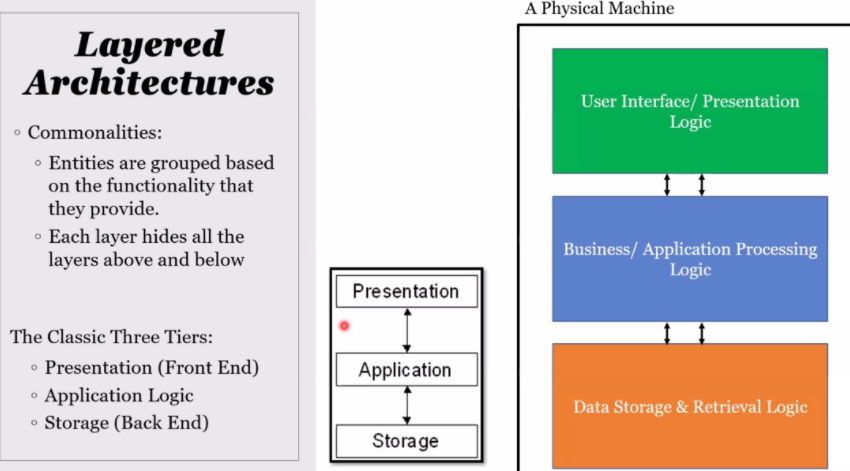 Layered
Architectures
◦ Commonalities:
◦ Entities are grouped based
on the functionality that
they provide.
◦ Each layer hides all the
layers above and below
The Classic Three Tiers:
◦ Presentation (Front End)
◦ Application Logic
◦ Storage (Back End)
Presentation
Application
Storage
A Physical Machine
User Interface/ Presentation
Logic
Business/ Application Processing
Logic
Data Storage & Retrieval Logic